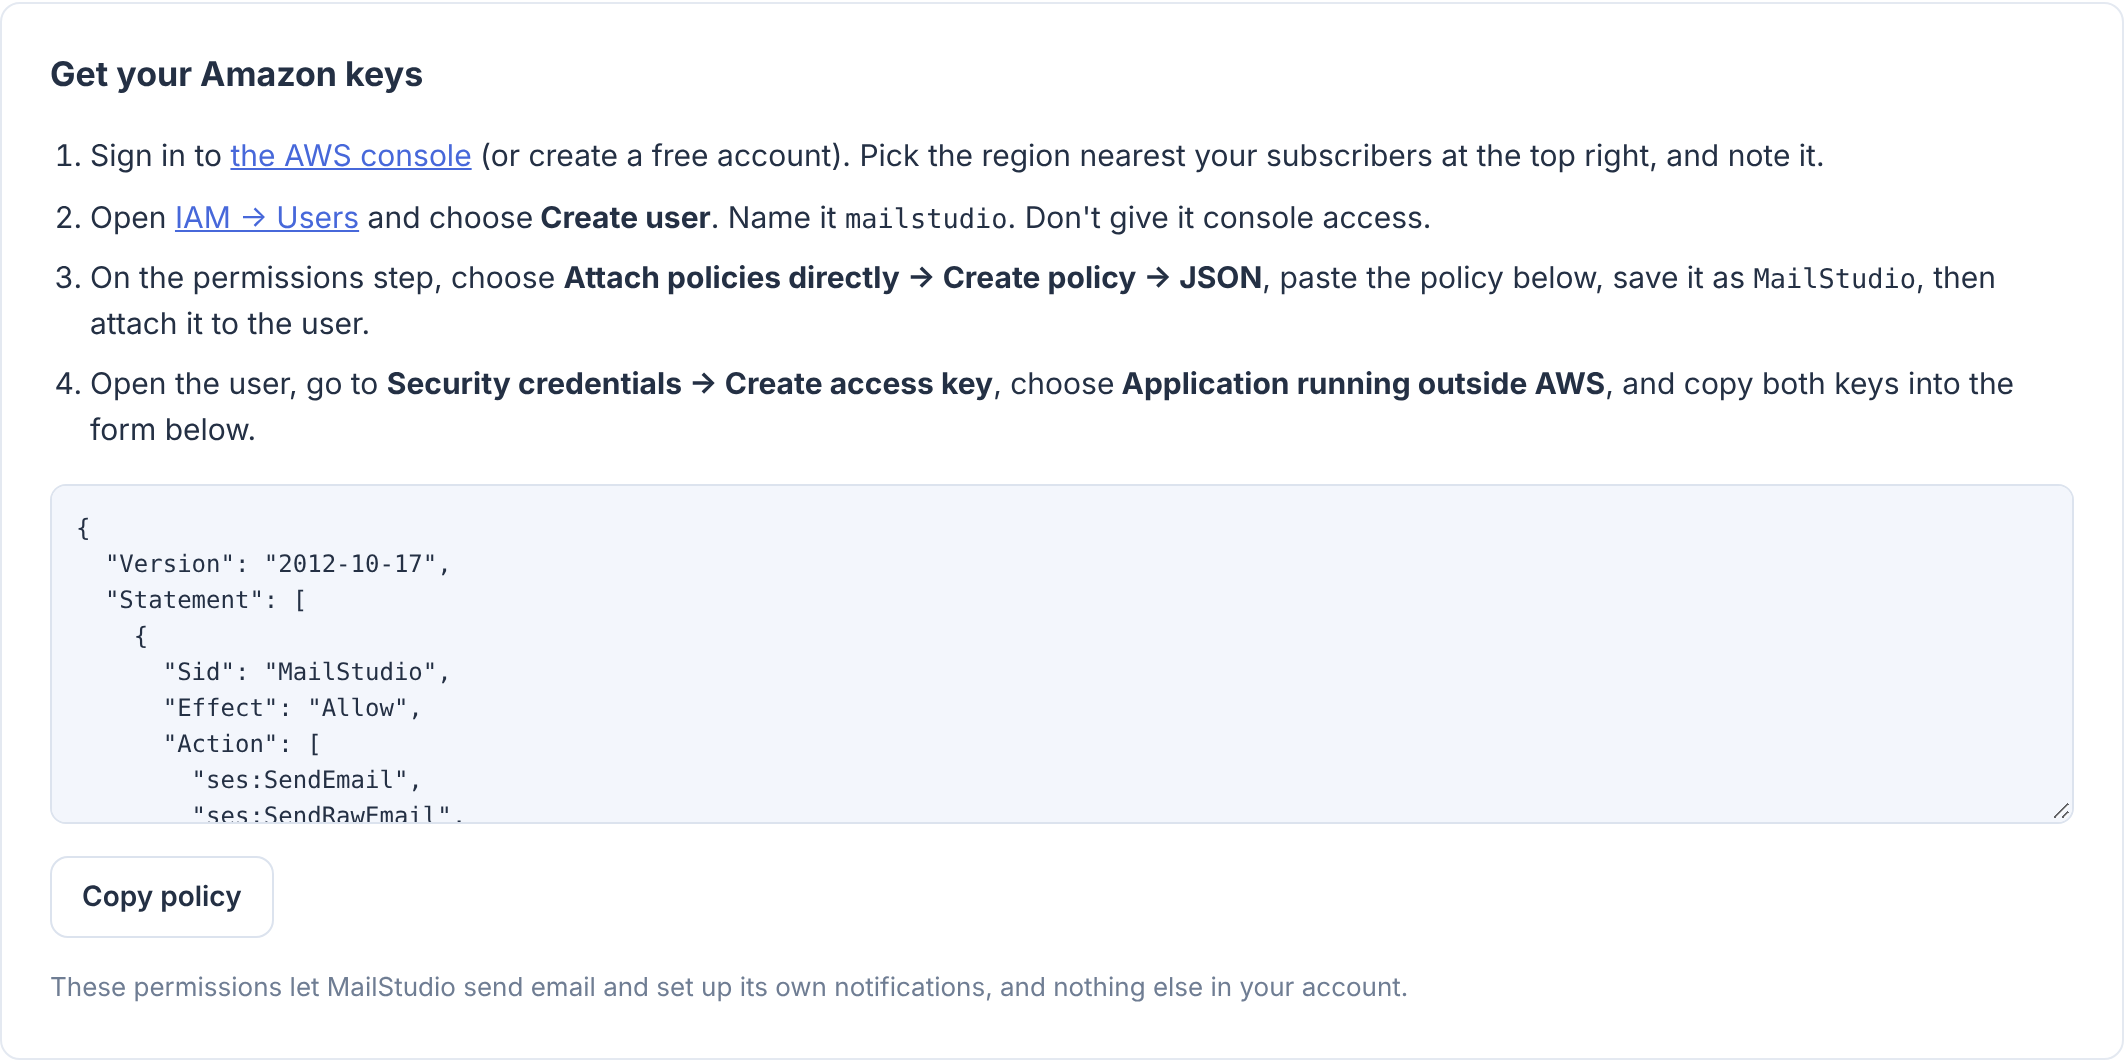 Get your Amazon keys
1. Sign in to the AWS console (or create a free account). Pick the region nearest your subscribers at the top right, and note it.
2. Open IAM → Users and choose Create user. Name it mailstudio. Don't give it console access.
3. On the permissions step, choose Attach policies directly → Create policy → JSON, paste the policy below, save it as MailStudio, then
attach it to the user.
4. Open the user, go to Security credentials → Create access key, choose Application running outside AWS, and copy both keys into the
form below.
{
  "Version": "2012-10-17",
  "Statement": [
    {
      "Sid": "MailStudio",
      "Effect": "Allow",
      "Action": [
        "ses:SendEmail",
        "ses:SendRawEmail",
Copy policy
These permissions let MailStudio send email and set up its own notifications, and nothing else in your account.